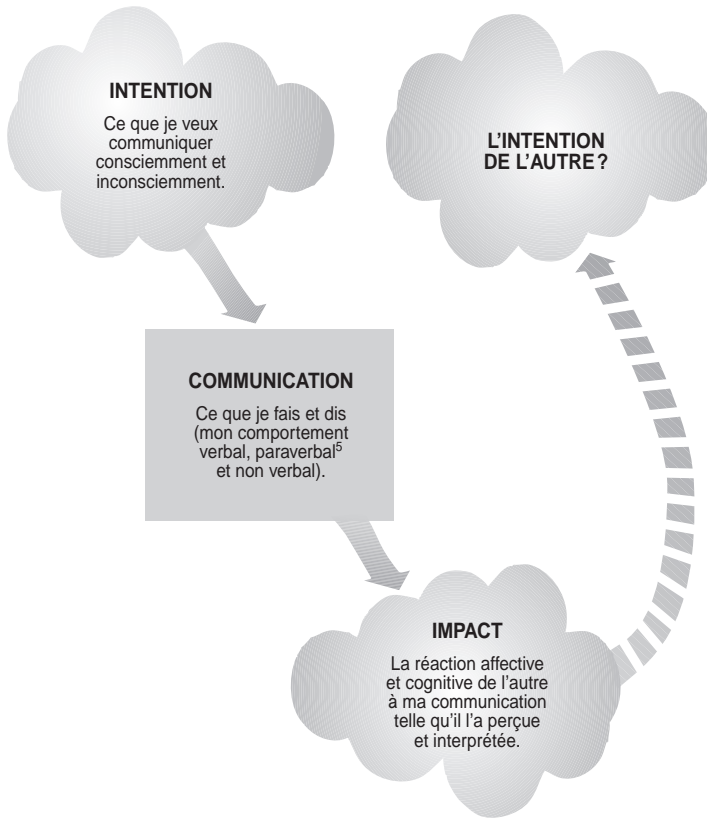 INTENTION
Ce que je veux
communiquer
consciemment et
inconsciemment.
L'INTENTION
DE L'AUTRE ?
COMMUNICATION
Ce que je fais et dis
(mon comportement
verbal, paraverbal⁵
et non verbal).
IMPACT
La réaction affective
et cognitive de l'autre
à ma communication
telle qu'il l'a perçue
et interprétée.